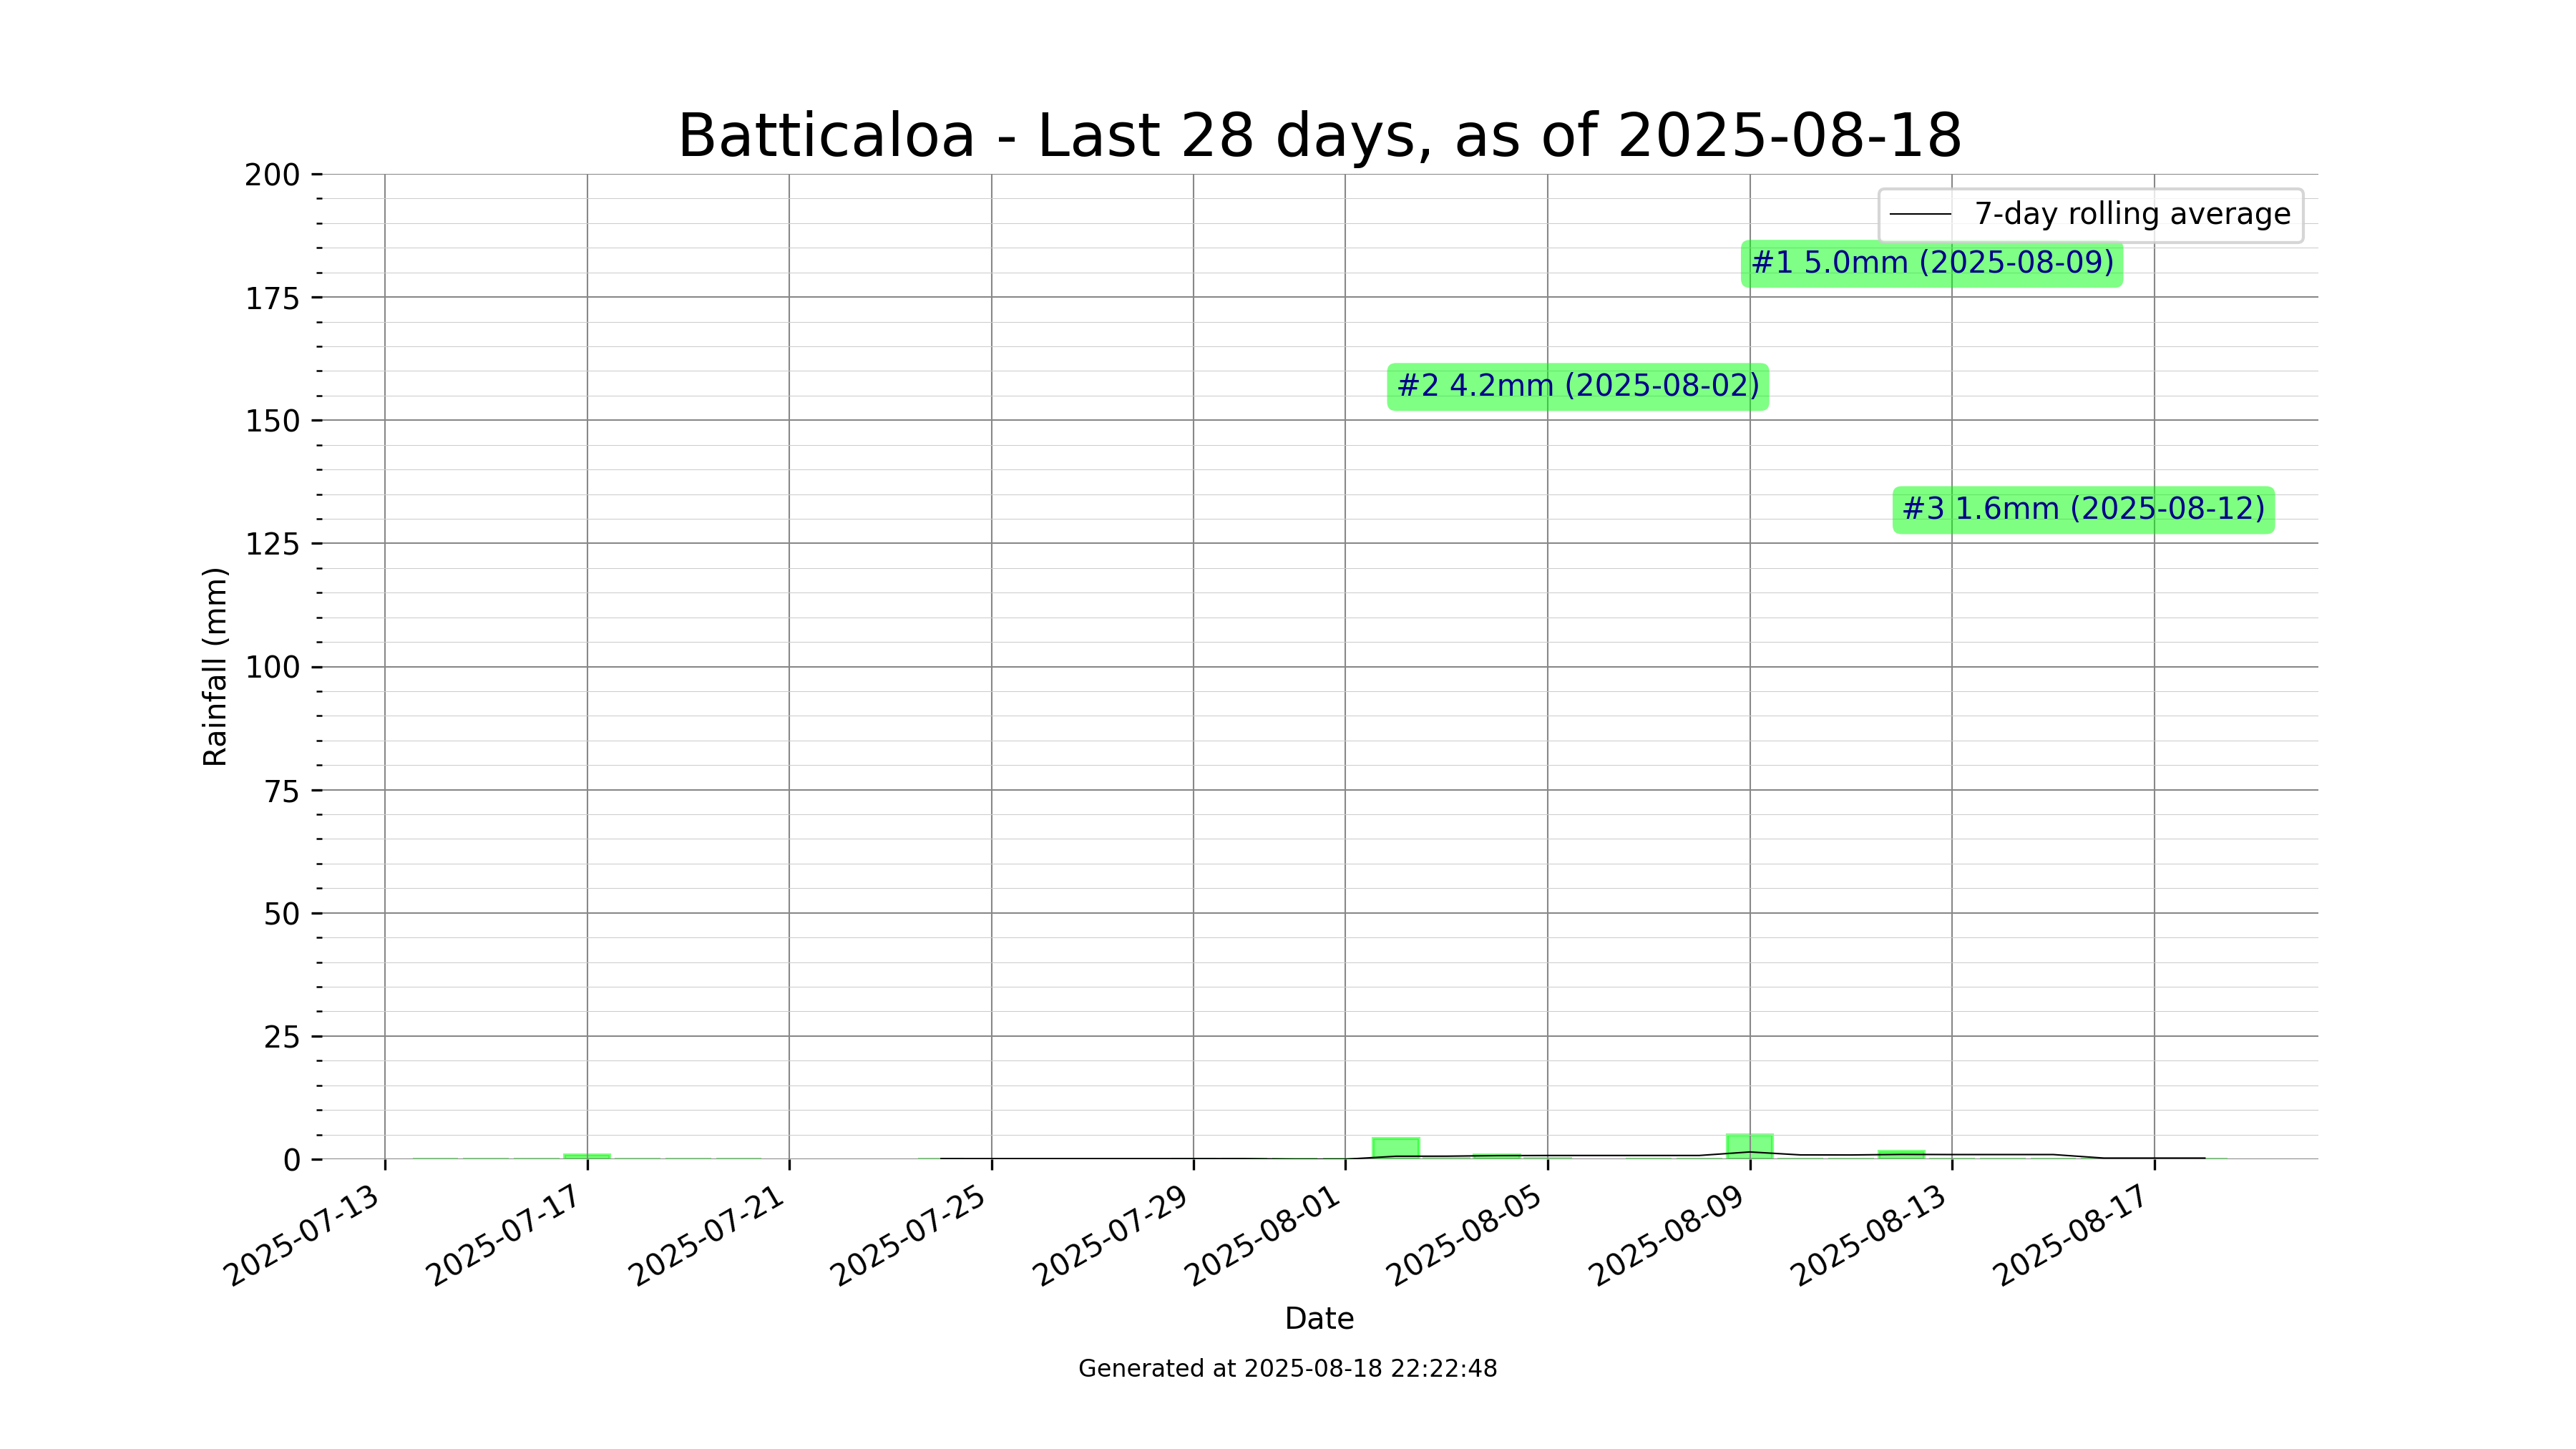 Batticaloa - Last 28 days, as of 2025-08-18
200
175
150
125
100
75
50
25
0
Rainfall (mm)
7-day rolling average
#1 5.0mm (2025-08-09)
#2 4.2mm (2025-08-02)
#3 1.6mm (2025-08-12)
2025-07-13
2025-07-17
2025-07-21
2025-07-25
2025-07-29
2025-08-01
2025-08-05
2025-08-09
2025-08-13
2025-08-17
Date
Generated at 2025-08-18 22:22:48